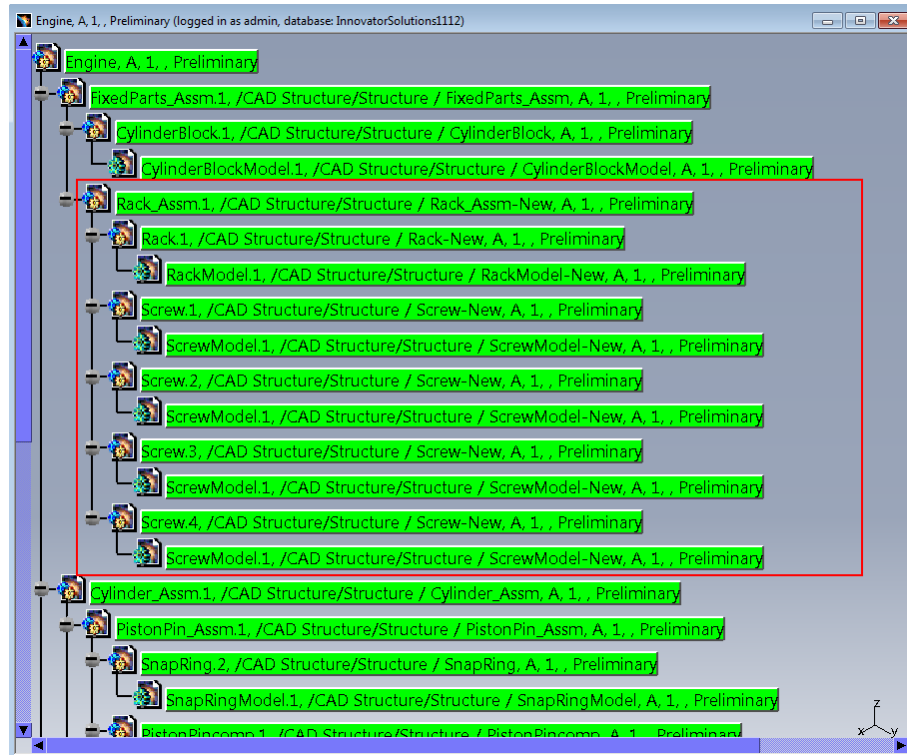 Engine, A, 1, , Preliminary (logged in as admin, database: InnovatorSolutions1112)
Engine, A, 1, , Preliminary
FixedParts_Assm.1, /CAD Structure/Structure / FixedParts_Assm, A, 1, , Preliminary
CylinderBlock.1, /CAD Structure/Structure / CylinderBlock, A, 1, , Preliminary
CylinderBlockModel.1, /CAD Structure/Structure / CylinderBlockModel, A, 1, , Preliminary
Rack_Assm.1, /CAD Structure/Structure / Rack_Assm-New, A, 1, , Preliminary
Rack.1, /CAD Structure/Structure / Rack-New, A, 1, , Preliminary
RackModel.1, /CAD Structure/Structure / RackModel-New, A, 1, , Preliminary
Screw.1, /CAD Structure/Structure / Screw-New, A, 1, , Preliminary
ScrewModel.1, /CAD Structure/Structure / ScrewModel-New, A, 1, , Preliminary
Screw.2, /CAD Structure/Structure / Screw-New, A, 1, , Preliminary
ScrewModel.1, /CAD Structure/Structure / ScrewModel-New, A, 1, , Preliminary
Screw.3, /CAD Structure/Structure / Screw-New, A, 1, , Preliminary
ScrewModel.1, /CAD Structure/Structure / ScrewModel-New, A, 1, , Preliminary
Screw.4, /CAD Structure/Structure / Screw-New, A, 1, , Preliminary
ScrewModel.1, /CAD Structure/Structure / ScrewModel-New, A, 1, , Preliminary
Cylinder_Assm.1, /CAD Structure/Structure / Cylinder_Assm, A, 1, , Preliminary
PistonPin_Assm.1, /CAD Structure/Structure / PistonPin_Assm, A, 1, , Preliminary
SnapRing.2, /CAD Structure/Structure / SnapRing, A, 1, , Preliminary
SnapRingModel.1, /CAD Structure/Structure / SnapRingModel, A, 1, , Preliminary
PistonPincomp.1, /CAD Structure/Structure / PistonPincomp, A, 1, , Preliminary
z
x y